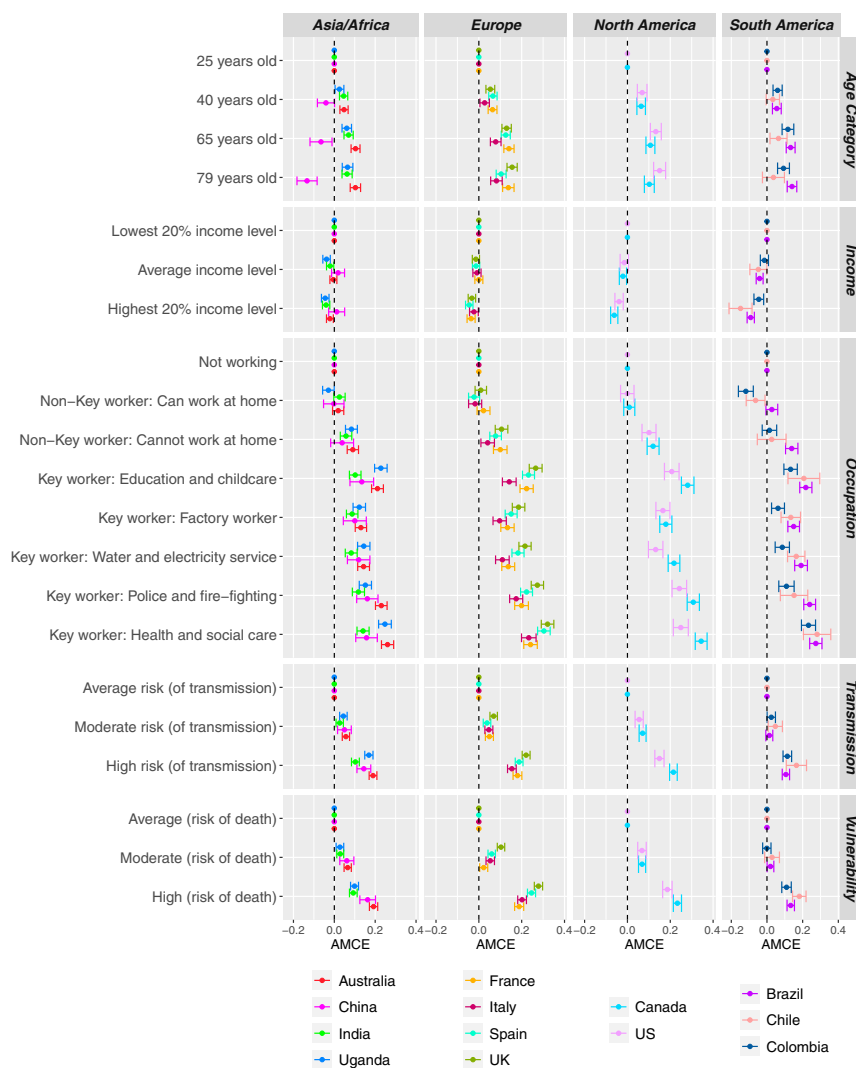 Asia/Africa Europe North America South America
25 years old
40 years old
65 years old
79 years old
Age Category
Lowest 20% income level
Average income level
Highest 20% income level
Income
Not working
Non−Key worker: Can work at home
Non−Key worker: Cannot work at home
Key worker: Education and childcare
Key worker: Factory worker
Key worker: Water and electricity service
Key worker: Police and fire−fighting
Key worker: Health and social care
Occupation
Average risk (of transmission)
Moderate risk (of transmission)
High risk (of transmission)
Transmission
Average (risk of death)
Moderate (risk of death)
High (risk of death)
Vulnerability
−0.2 0.0 0.2 0.4 −0.2 0.0 0.2 0.4 −0.2 0.0 0.2 0.4 −0.2 0.0 0.2 0.4
AMCE AMCE AMCE AMCE
Australia
China
India
Uganda
France
Italy
Spain
UK
Canada
US
Brazil
Chile
Colombia